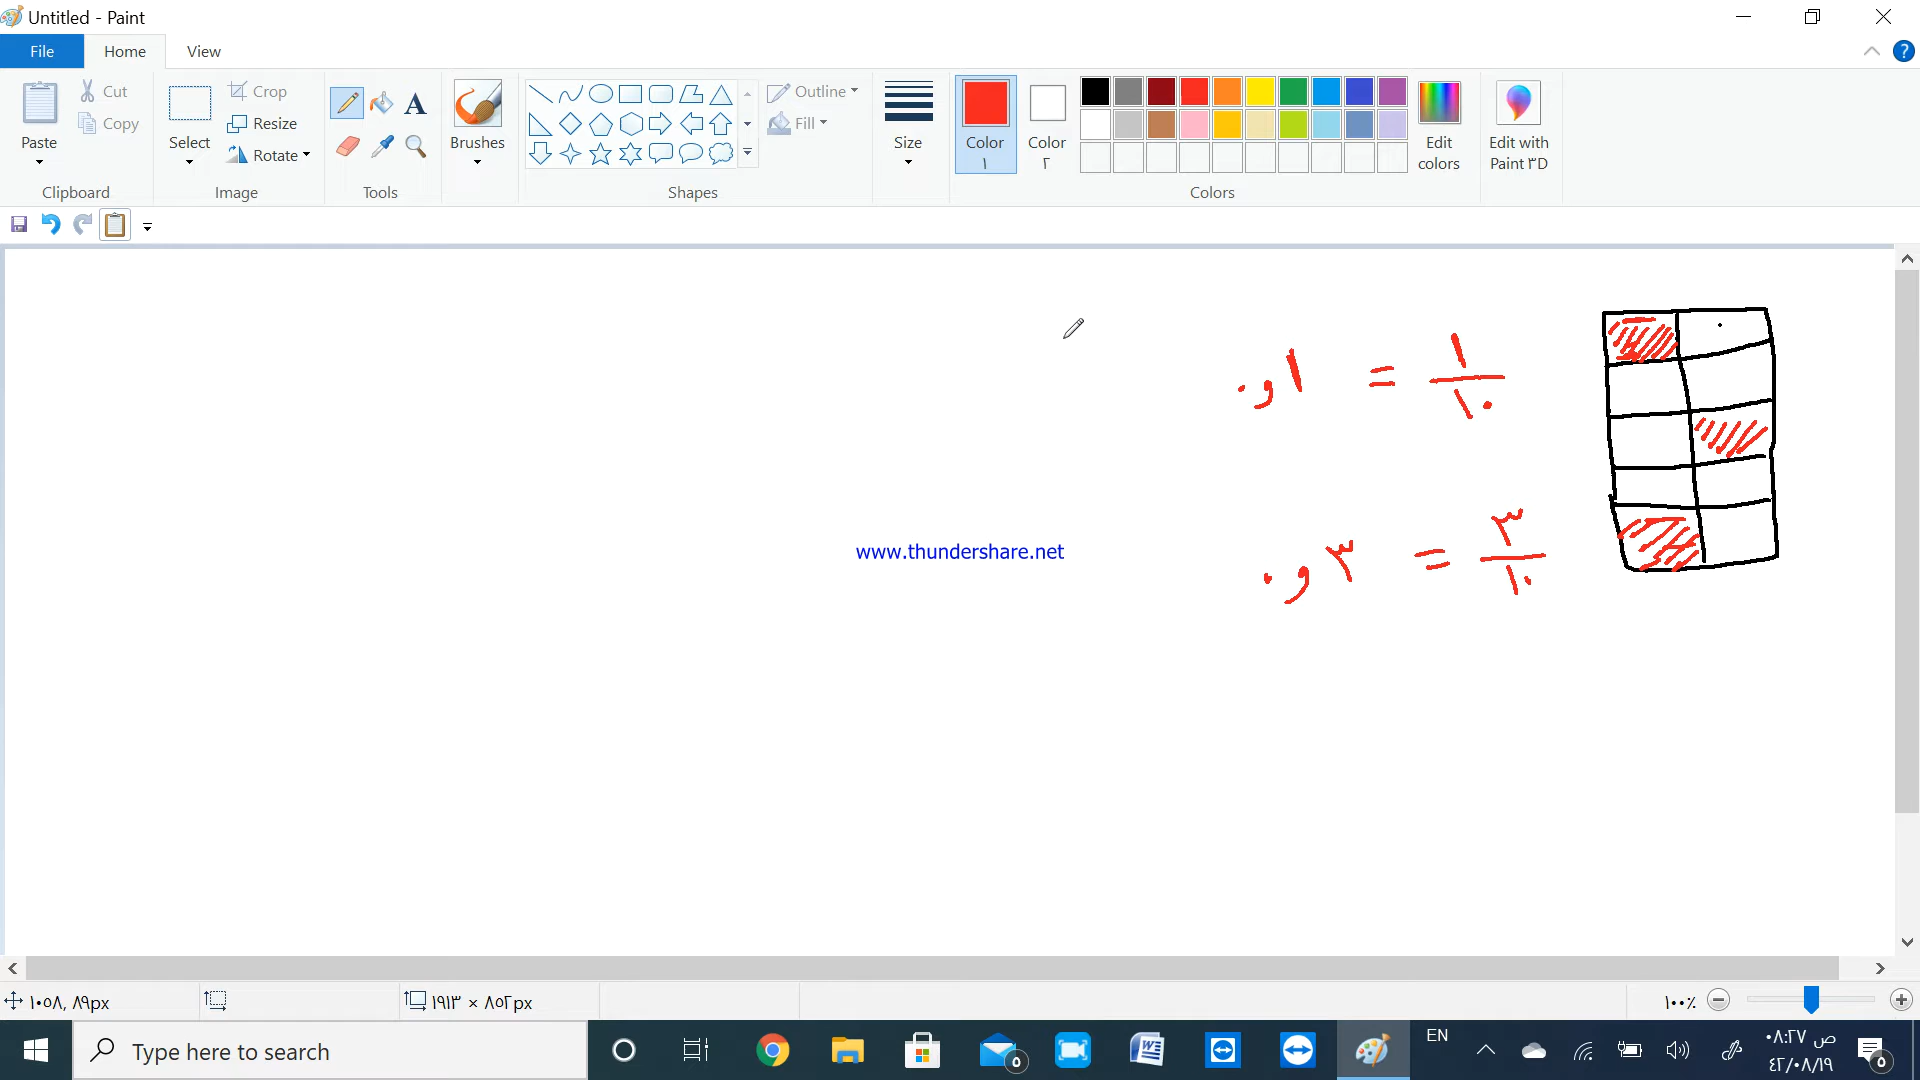 Untitled - Paint
File Home View
Paste
Cut
Copy
Clipboard
Select
Crop
Resize
Rotate
Image
Tools
Brushes
Shapes
Outline
Fill
Size
Color ١
Color ٢
Edit colors
Colors
Edit with Paint ٣D
١/١٠ = ٠,١
www.thundershare.net
٣/١٠ = ٠,٣
١٠٥٨, ٨٩px
١٩١٣ × ٨٥٢px
١٠٠٪
Type here to search
٥
EN
٠٨:٢٧ ص
٤٢/٠٨/١٩
٥